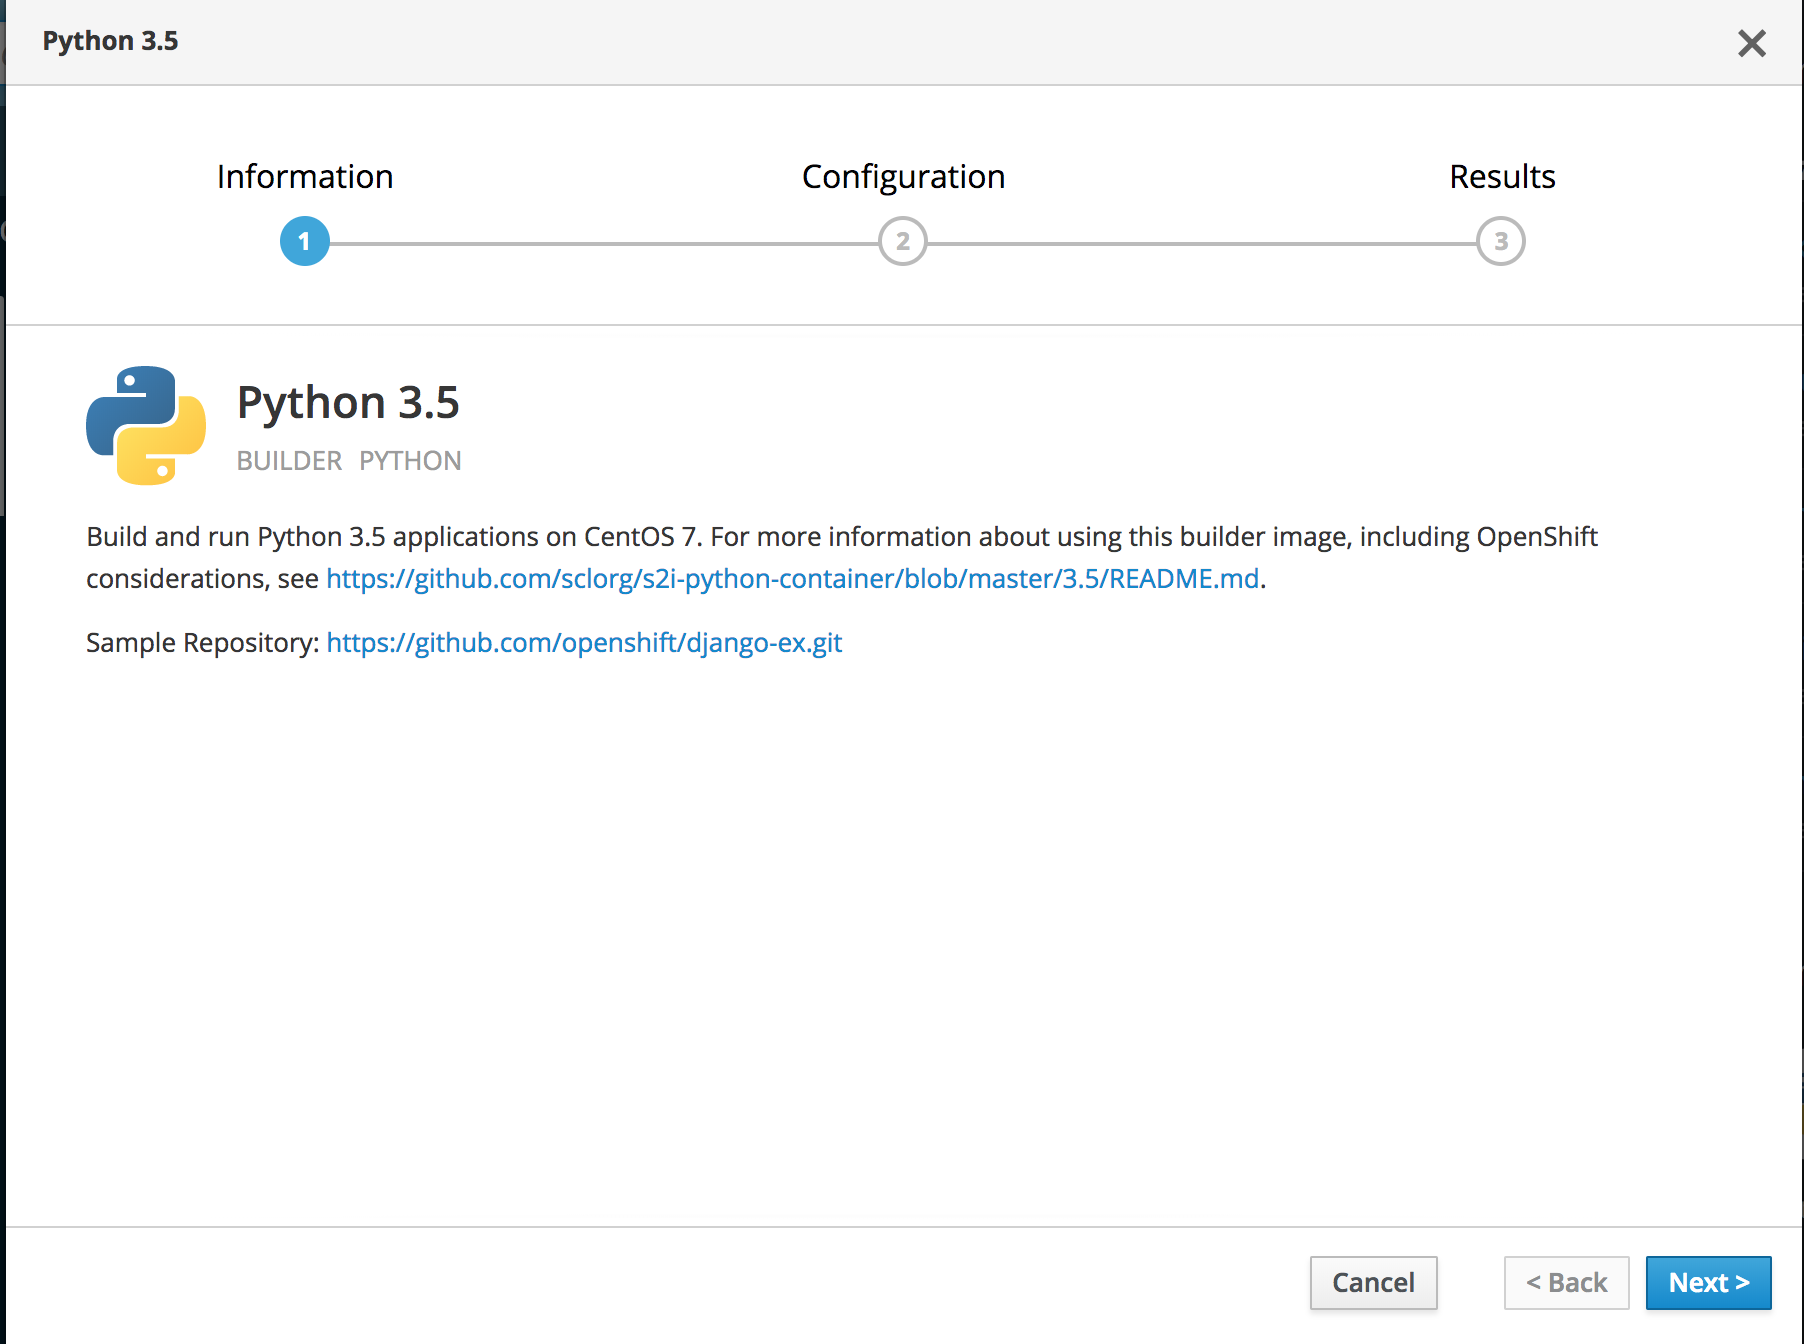 Python 3.5
Information Configuration Results
1 2 3
Python 3.5
BUILDER PYTHON
Build and run Python 3.5 applications on CentOS 7. For more information about using this builder image, including OpenShift
considerations, see https://github.com/sclorg/s2i-python-container/blob/master/3.5/README.md.
Sample Repository: https://github.com/openshift/django-ex.git
Cancel < Back Next >